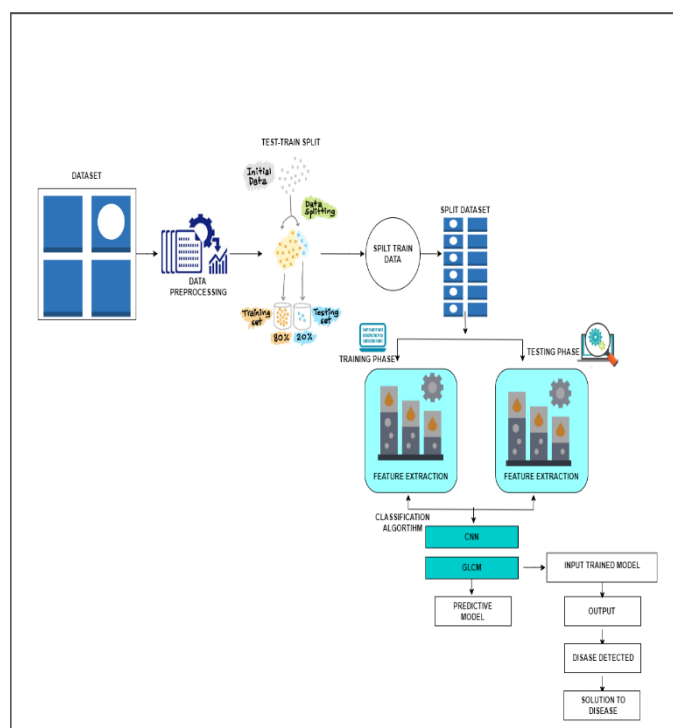 TEST-TRAIN SPLIT
Initial
Data
DATASET
Data
Splitting
SPLIT DATASET
SPILT TRAIN
DATA
DATA
PREPROCESSING
Training
set
Testing
set
80%
20%
TRAINING PHASE
TESTING PHASE
FEATURE EXTRACTION
FEATURE EXTRACTION
CLASSIFICATION
ALGORTIHM
CNN
GLCM
INPUT TRAINED MODEL
PREDICTIVE
MODEL
OUTPUT
DISASE DETECTED
SOLUTION TO
DISEASE